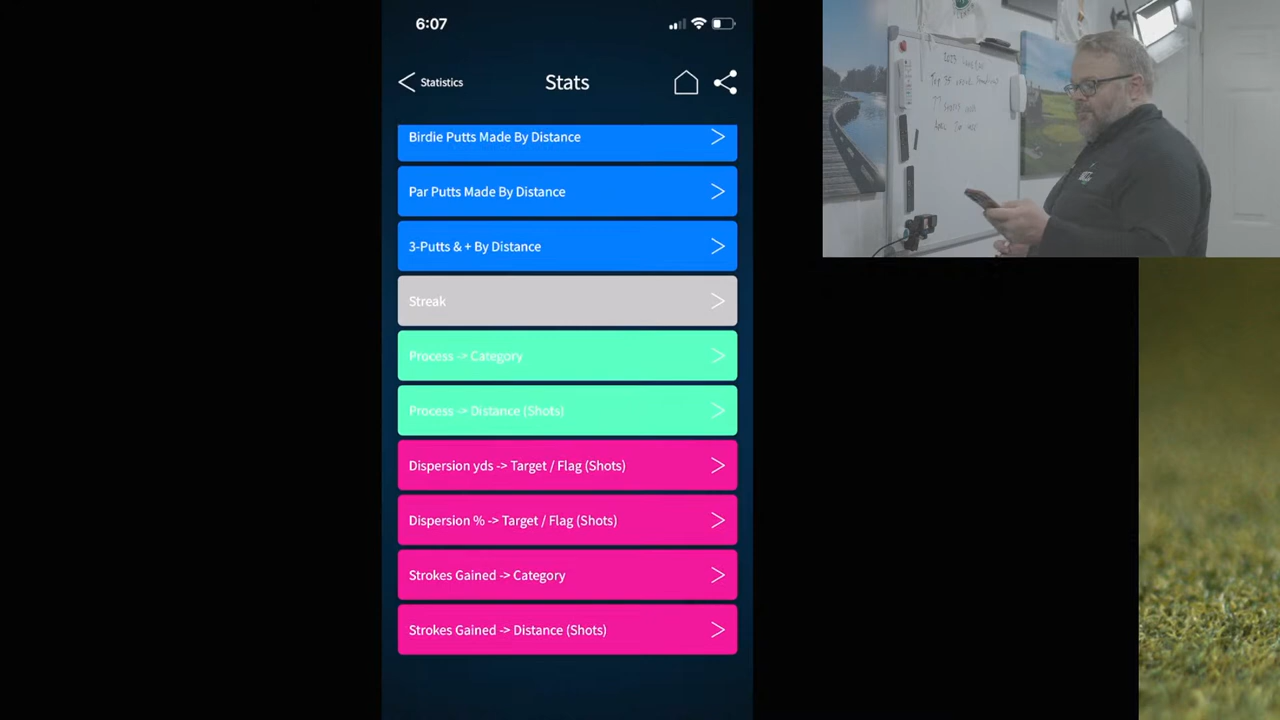 6:07
Statistics
Stats
Birdie Putts Made By Distance
Par Putts Made By Distance
3-Putts & + By Distance
Streak
Process -> Category
Process -> Distance (Shots)
Dispersion yds -> Target / Flag (Shots)
Dispersion % -> Target / Flag (Shots)
Strokes Gained -> Category
Strokes Gained -> Distance (Shots)